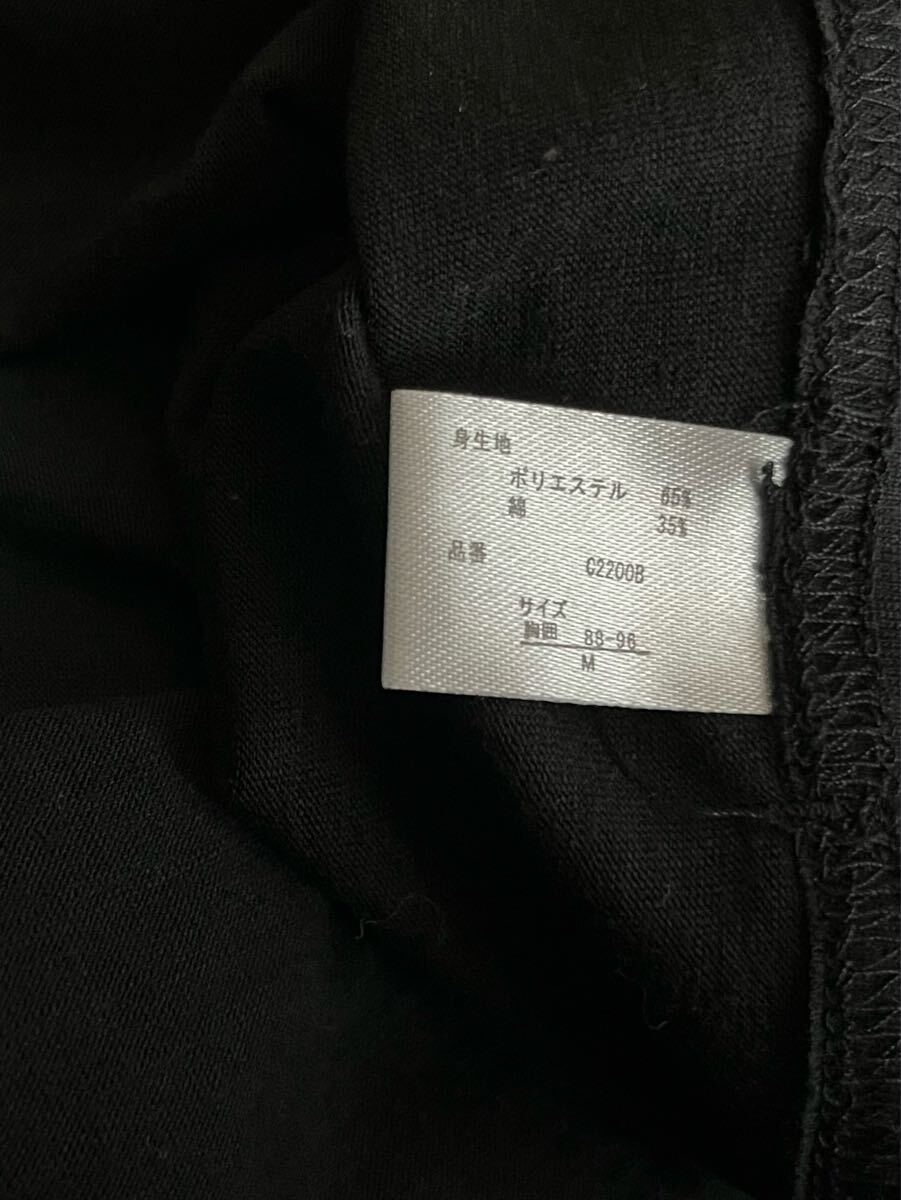 身生地
ポリエステル 65%
綿 35%
品番 C2200B
サイズ
胸囲 88-96
M